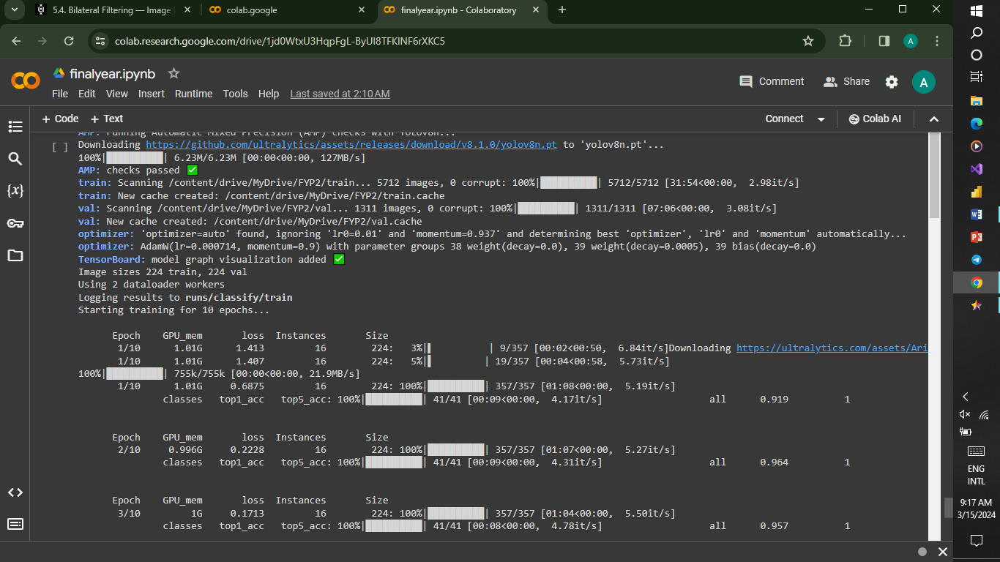 5.4. Bilateral Filtering — Image
colab.google
finalyear.ipynb - Colaboratory
colab.research.google.com/drive/1jd0WtxU3HqpFgL-ByUI8TFKlNF6rXKC5
A
finalyear.ipynb
File Edit View Insert Runtime Tools Help Last saved at 2:10 AM
Comment Share A
+ Code + Text
Connect Colab AI
AMP: running Automatic Mixed Precision (AMP) checks with YOLOv8n...
[ ] Downloading https://github.com/ultralytics/assets/releases/download/v8.1.0/yolov8n.pt to 'yolov8n.pt'...
100%|██████████| 6.23M/6.23M [00:00<00:00, 127MB/s]
AMP: checks passed ✅
train: Scanning /content/drive/MyDrive/FYP2/train... 5712 images, 0 corrupt: 100%|██████████| 5712/5712 [31:54<00:00, 2.98it/s]
train: New cache created: /content/drive/MyDrive/FYP2/train.cache
val: Scanning /content/drive/MyDrive/FYP2/val... 1311 images, 0 corrupt: 100%|██████████| 1311/1311 [07:06<00:00, 3.08it/s]
val: New cache created: /content/drive/MyDrive/FYP2/val.cache
optimizer: 'optimizer=auto' found, ignoring 'lr0=0.01' and 'momentum=0.937' and determining best 'optimizer', 'lr0' and 'momentum' automatically...
optimizer: AdamW(lr=0.000714, momentum=0.9) with parameter groups 38 weight(decay=0.0), 39 weight(decay=0.0005), 39 bias(decay=0.0)
TensorBoard: model graph visualization added ✅
Image sizes 224 train, 224 val
Using 2 dataloader workers
Logging results to runs/classify/train
Starting training for 10 epochs...
Epoch GPU_mem loss Instances Size
1/10 1.01G 1.413 16 224: 3%|▌ | 9/357 [00:02<00:50, 6.84it/s]Downloading https://ultralytics.com/assets/Ari
1/10 1.01G 1.407 16 224: 5%|▌ | 19/357 [00:04<00:58, 5.73it/s]
100%|██████████| 755k/755k [00:00<00:00, 21.9MB/s]
1/10 1.01G 0.6875 16 224: 100%|██████████| 357/357 [01:08<00:00, 5.19it/s]
classes top1_acc top5_acc: 100%|██████████| 41/41 [00:09<00:00, 4.17it/s] all 0.919 1
Epoch GPU_mem loss Instances Size
2/10 0.996G 0.2228 16 224: 100%|██████████| 357/357 [01:07<00:00, 5.27it/s]
classes top1_acc top5_acc: 100%|██████████| 41/41 [00:09<00:00, 4.31it/s] all 0.964 1
Epoch GPU_mem loss Instances Size
3/10 1G 0.1713 16 224: 100%|██████████| 357/357 [01:04<00:00, 5.50it/s]
classes top1_acc top5_acc: 100%|██████████| 41/41 [00:08<00:00, 4.78it/s] all 0.957 1
ENG
INTL
9:17 AM
3/15/2024